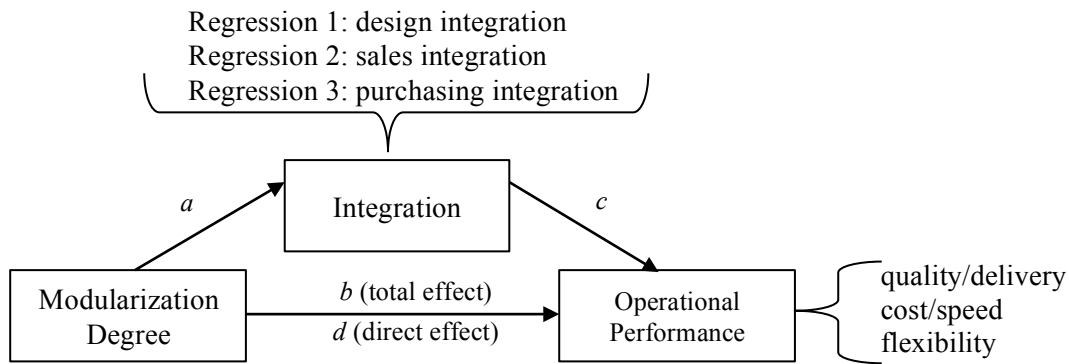 Regression 1: design integration
Regression 2: sales integration
Regression 3: purchasing integration
a
Integration
c
Modularization
Degree
b (total effect)
d (direct effect)
Operational
Performance
quality/delivery
cost/speed
flexibility